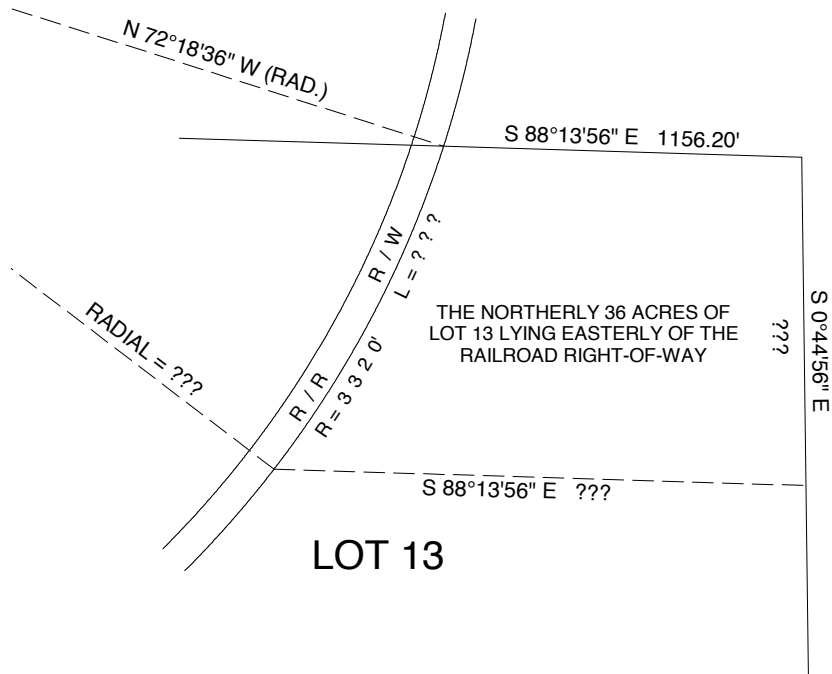 N 72°18'36" W (RAD.)
S 88°13'56" E 1156.20'
R / W
L = ? ? ?
THE NORTHERLY 36 ACRES OF
LOT 13 LYING EASTERLY OF THE
RAILROAD RIGHT-OF-WAY
???
S 0°44'56" E
RADIAL = ???
R / R
R = 3 3 2 0'
S 88°13'56" E ???
LOT 13